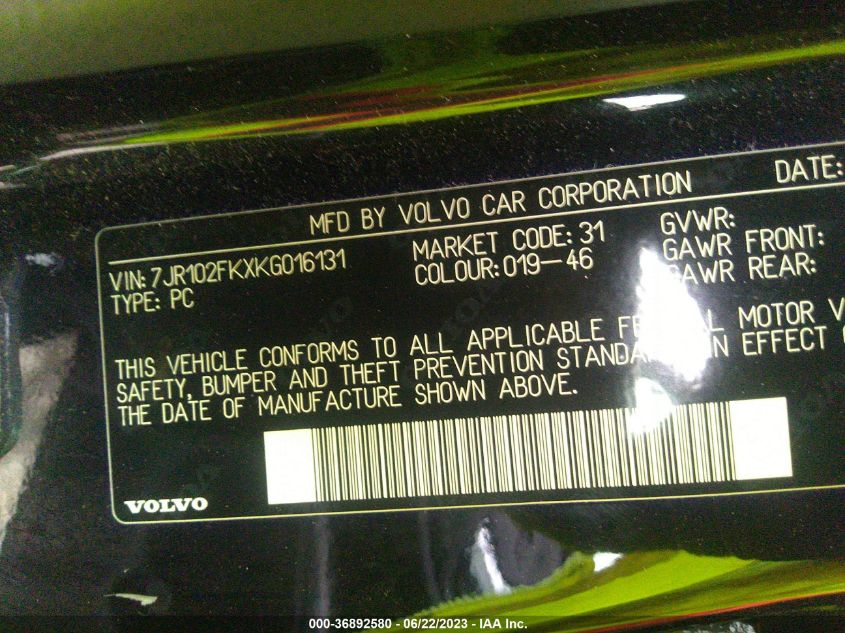 MFD BY VOLVO CAR CORPORATION DATE:
VIN: 7JR102FKXKG016131 MARKET CODE: 31 GVWR:
TYPE: PC COLOUR: 019-46 GAWR FRONT:
GAWR REAR:
THIS VEHICLE CONFORMS TO ALL APPLICABLE MOTOR
SAFETY, BUMPER AND THEFT PREVENTION IN EFFECT
THE DATE OF MANUFACTURE SHOWN ABOVE.
VOLVO
000-36892580 - 06/22/2023 - IAA Inc.